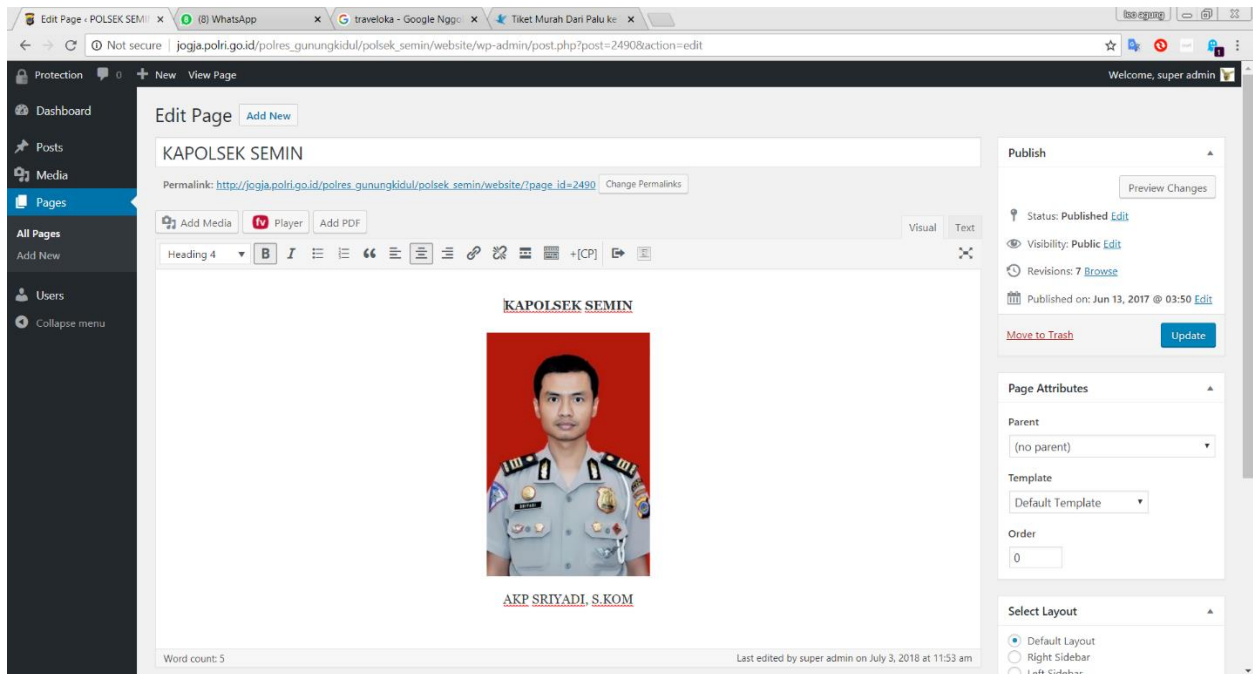 Edit Page ‹ POLSEK SEMI
(8) WhatsApp
traveloka - Google Nggo
Tiket Murah Dari Palu ke
Not secure
jogja.polri.go.id/polres_gunungkidul/polsek_semin/website/wp-admin/post.php?post=2490&action=edit
1
Protection 0 New View Page
Welcome, super admin
Dashboard
Posts
Media
Pages
All Pages
Add New
Users
Collapse menu
Edit Page Add New
KAPOLSEK SEMIN
Permalink: http://jogja.polri.go.id/polres_gunungkidul/polsek_semin/website/?page_id=2490 Change Permalinks
Add Media fv Player Add PDF
Visual Text
Heading 4 B I +[CP]
KAPOLSEK SEMIN
SRIYADI
AKP SRIYADI, S.KOM
Word count: 5
Last edited by super admin on July 3, 2018 at 11:53 am
Publish
Preview Changes
Status: Published Edit
Visibility: Public Edit
Revisions: 7 Browse
Published on: Jun 13, 2017 @ 03:50 Edit
Move to Trash Update
Page Attributes
Parent
(no parent)
Template
Default Template
Order
0
Select Layout
Default Layout
Right Sidebar
Left Sidebar